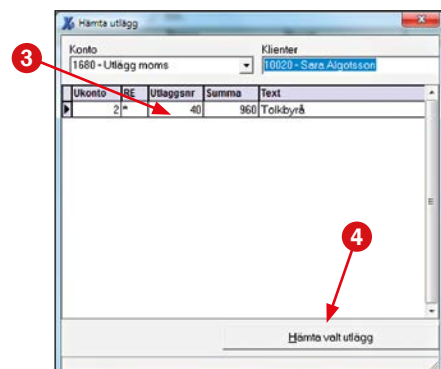 Hämta utlägg
Konto Klienter
1680 - Utlägg moms 10020 - Sara Algotsson
3
Ukonto RE Utlaggsnr Summa Text
2 * 40 960 Tolkbyrå
4
Hämta valt utlägg